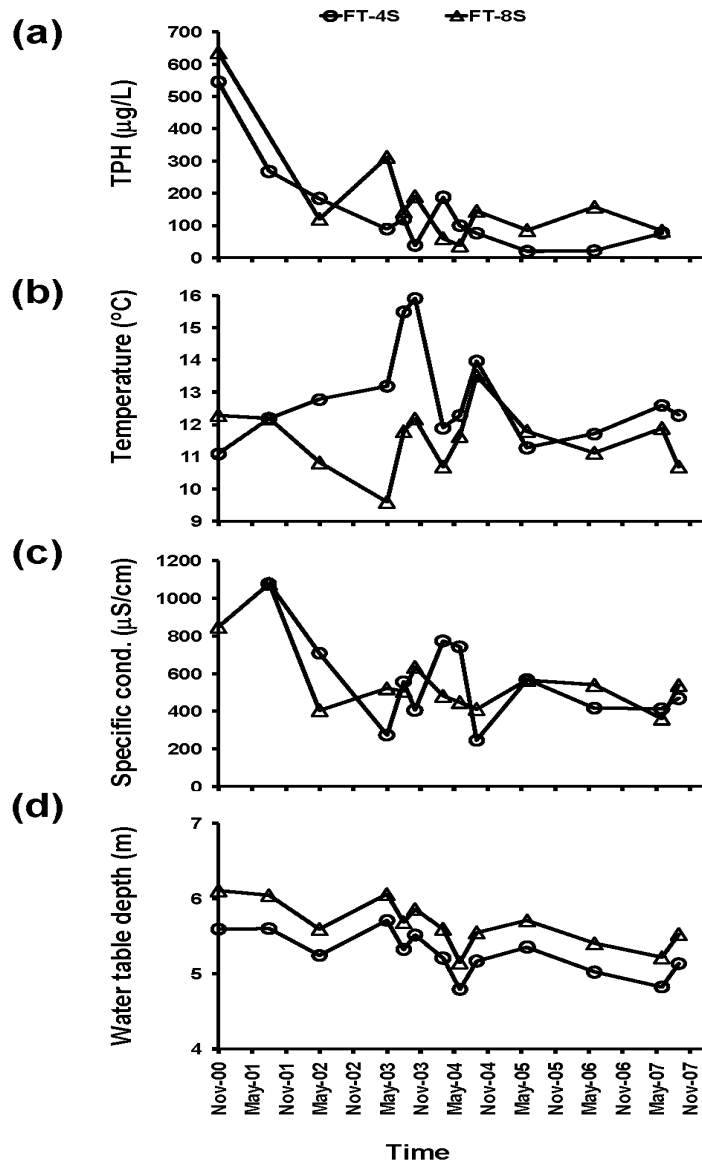 FT-4S FT-8S
(a)
TPH (µg/L)
700
600
500
400
300
200
100
0
(b)
Temperature (ºC)
16
15
14
13
12
11
10
9
(c)
Specific cond. (µS/cm)
1200
1000
800
600
400
200
0
(d)
Water table depth (m)
7
6
5
4
Nov-00
May-01
Nov-01
May-02
Nov-02
May-03
Nov-03
May-04
Nov-04
May-05
Nov-05
May-06
Nov-06
May-07
Nov-07
Time